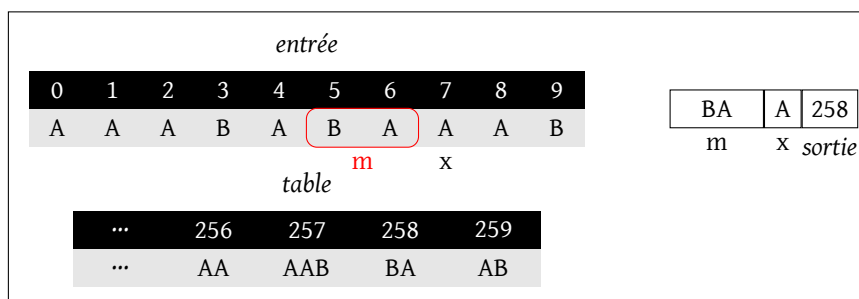 entrée
0 1 2 3 4 5 6 7 8 9
A A A B A B A A A B
m x
table
... 256 257 258 259
... AA AAB BA AB
BA A 258
m x sortie